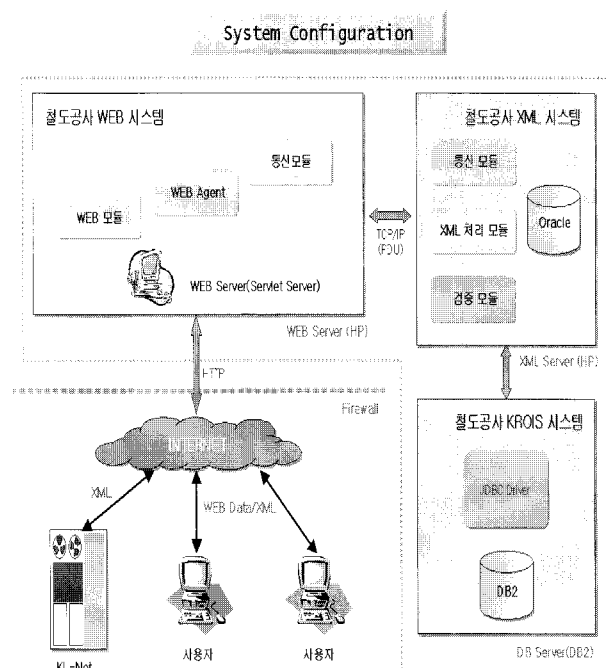 System Configuration
철도공사 WEB 시스템
통신모듈
WEB Agent
WEB 모듈
WEB Server(Servlet Server)
WEB Server (HP)
TCP/IP
(PDU)
철도공사 XML 시스템
통신 모듈
XML 처리 모듈
Oracle
검증 모듈
XML Server (HP)
HTTP
Firewall
INTERNET
XML
WEB Data/XML
KL-Net
사용자
사용자
철도공사 KROIS 시스템
JDBC Driver
DB2
DB Server(DB2)